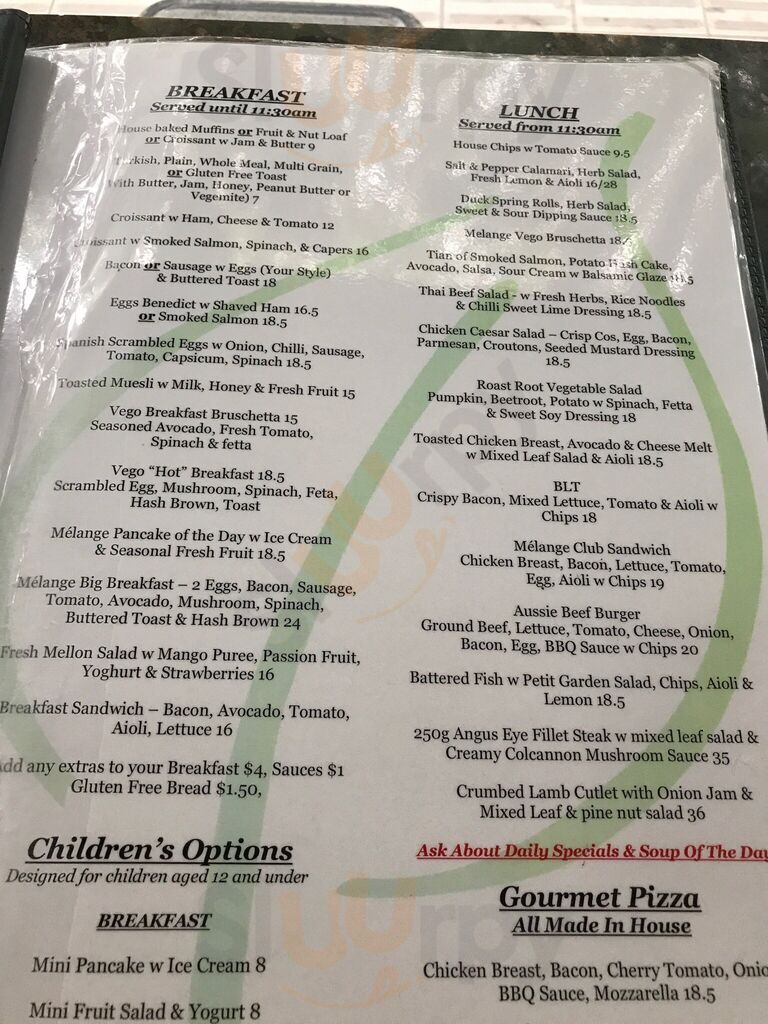 BREAKFAST
Served until 11:30am
House baked Muffins or Fruit & Nut Loaf
or Croissant w Jam & Butter 9
Turkish, Plain, Whole Meal, Multi Grain,
or Gluten Free Toast
With Butter, Jam, Honey, Peanut Butter or
Vegemite) 7
Croissant w Ham, Cheese & Tomato 12
Croissant w Smoked Salmon, Spinach, & Capers 16
Bacon or Sausage w Eggs (Your Style)
& Buttered Toast 18
Eggs Benedict w Shaved Ham 16.5
or Smoked Salmon 18.5
Spanish Scrambled Eggs w Onion, Chilli, Sausage,
Tomato, Capsicum, Spinach 18.5
Toasted Muesli w Milk, Honey & Fresh Fruit 15
Vego Breakfast Bruschetta 15
Seasoned Avocado, Fresh Tomato,
Spinach & fetta
Vego "Hot" Breakfast 18.5
Scrambled Egg, Mushroom, Spinach, Feta,
Hash Brown, Toast
Mélange Pancake of the Day w Ice Cream
& Seasonal Fresh Fruit 18.5
Mélange Big Breakfast – 2 Eggs, Bacon, Sausage,
Tomato, Avocado, Mushroom, Spinach,
Buttered Toast & Hash Brown 24
Fresh Mellon Salad w Mango Puree, Passion Fruit,
Yoghurt & Strawberries 16
Breakfast Sandwich – Bacon, Avocado, Tomato,
Aioli, Lettuce 16
Add any extras to your Breakfast $4, Sauces $1
Gluten Free Bread $1.50,
Children's Options
Designed for children aged 12 and under
BREAKFAST
Mini Pancake w Ice Cream 8
Mini Fruit Salad & Yogurt 8
LUNCH
Served from 11:30am
House Chips w Tomato Sauce 9.5
Salt & Pepper Calamari, Herb Salad,
Fresh Lemon & Aioli 16/28
Duck Spring Rolls, Herb Salad,
Sweet & Sour Dipping Sauce 18.5
Melange Vego Bruschetta
Tian of Smoked Salmon, Potato Hash Cake,
Avocado, Salsa, Sour Cream w Balsamic Glaze
Thai Beef Salad - w Fresh Herbs, Rice Noodles
& Chilli Sweet Lime Dressing 18.5
Chicken Caesar Salad – Crisp Cos, Egg, Bacon,
Parmesan, Croutons, Seeded Mustard Dressing
18.5
Roast Root Vegetable Salad
Pumpkin, Beetroot, Potato w Spinach, Fetta
& Sweet Soy Dressing 18
Toasted Chicken Breast, Avocado & Cheese Melt
w Mixed Leaf Salad & Aioli 18.5
BLT
Crispy Bacon, Mixed Lettuce, Tomato & Aioli w
Chips 18
Mélange Club Sandwich
Chicken Breast, Bacon, Lettuce, Tomato,
Egg, Aioli w Chips 19
Aussie Beef Burger
Ground Beef, Lettuce, Tomato, Cheese, Onion,
Bacon, Egg, BBQ Sauce w Chips 20
Battered Fish w Petit Garden Salad, Chips, Aioli &
Lemon 18.5
250g Angus Eye Fillet Steak w mixed leaf salad &
Creamy Colcannon Mushroom Sauce 35
Crumbed Lamb Cutlet with Onion Jam &
Mixed Leaf & pine nut salad 36
Ask About Daily Specials & Soup Of The Day
Gourmet Pizza
All Made In House
Chicken Breast, Bacon, Cherry Tomato, Onio
BBQ Sauce, Mozzarella 18.5
sluurpy
sluurpy
sluurpy